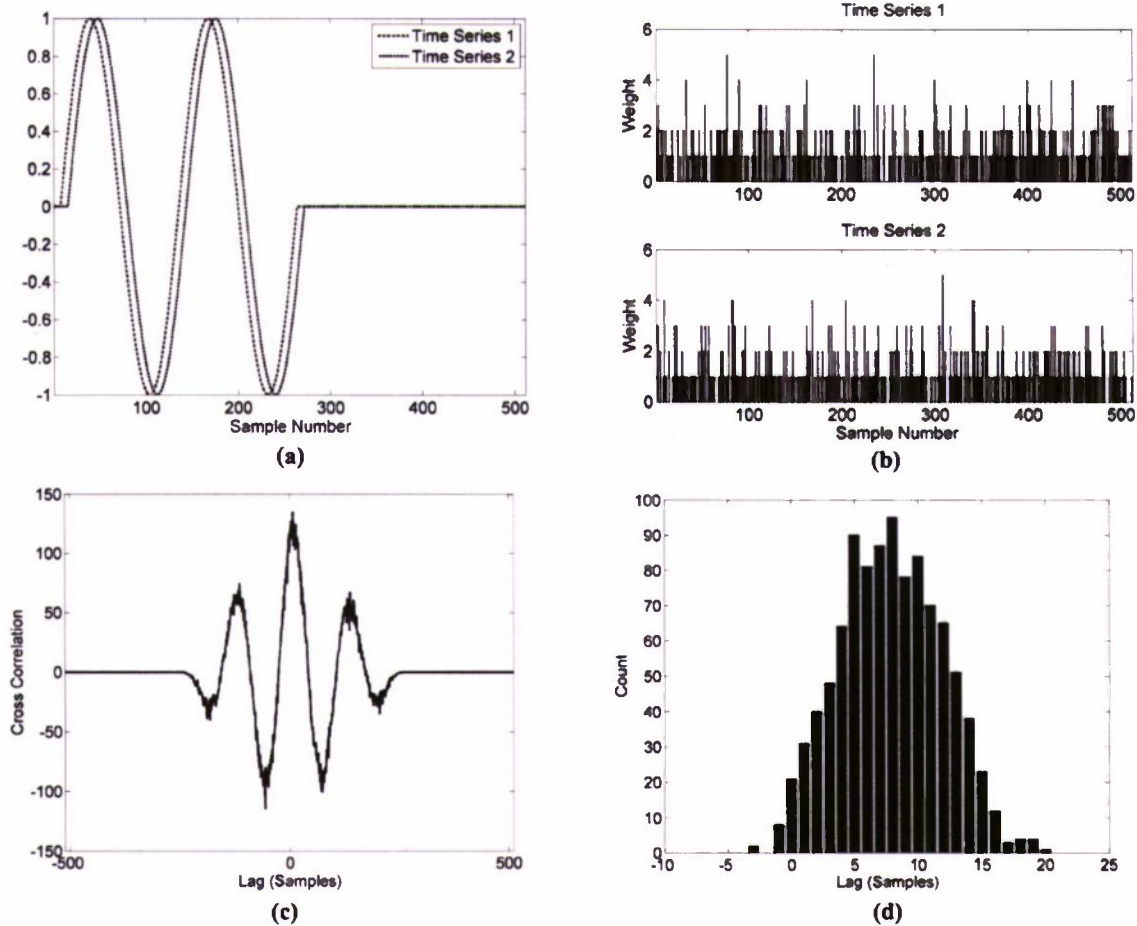 1
0.8
0.6
0.4
0.2
0
-0.2
-0.4
-0.6
-0.8
-1
Time Series 1
Time Series 2
100 200 300 400 500
Sample Number
(a)
Time Series 1
6
4
2
0
Weight
100 200 300 400 500
Time Series 2
6
4
2
0
Weight
100 200 300 400 500
Sample Number
(b)
150
100
50
0
-50
-100
-150
Cross Correlation
-500 0 500
Lag (Samples)
(c)
100
90
80
70
60
50
40
30
20
10
0
Count
-10 -5 0 5 10 15 20 25
Lag (Samples)
(d)